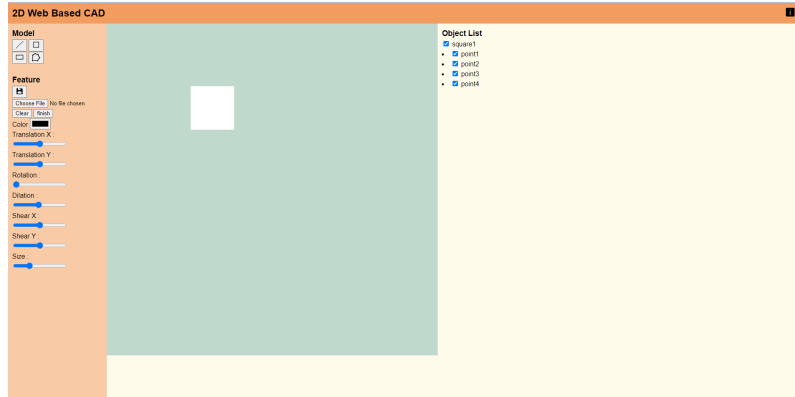 2D Web Based CAD
i
Model
Feature
Choose File No file chosen
Clear finish
Color
Translation X :
Translation Y :
Rotation :
Dilation :
Shear X :
Shear Y :
Size :
Object List
square1
point1
point2
point3
point4